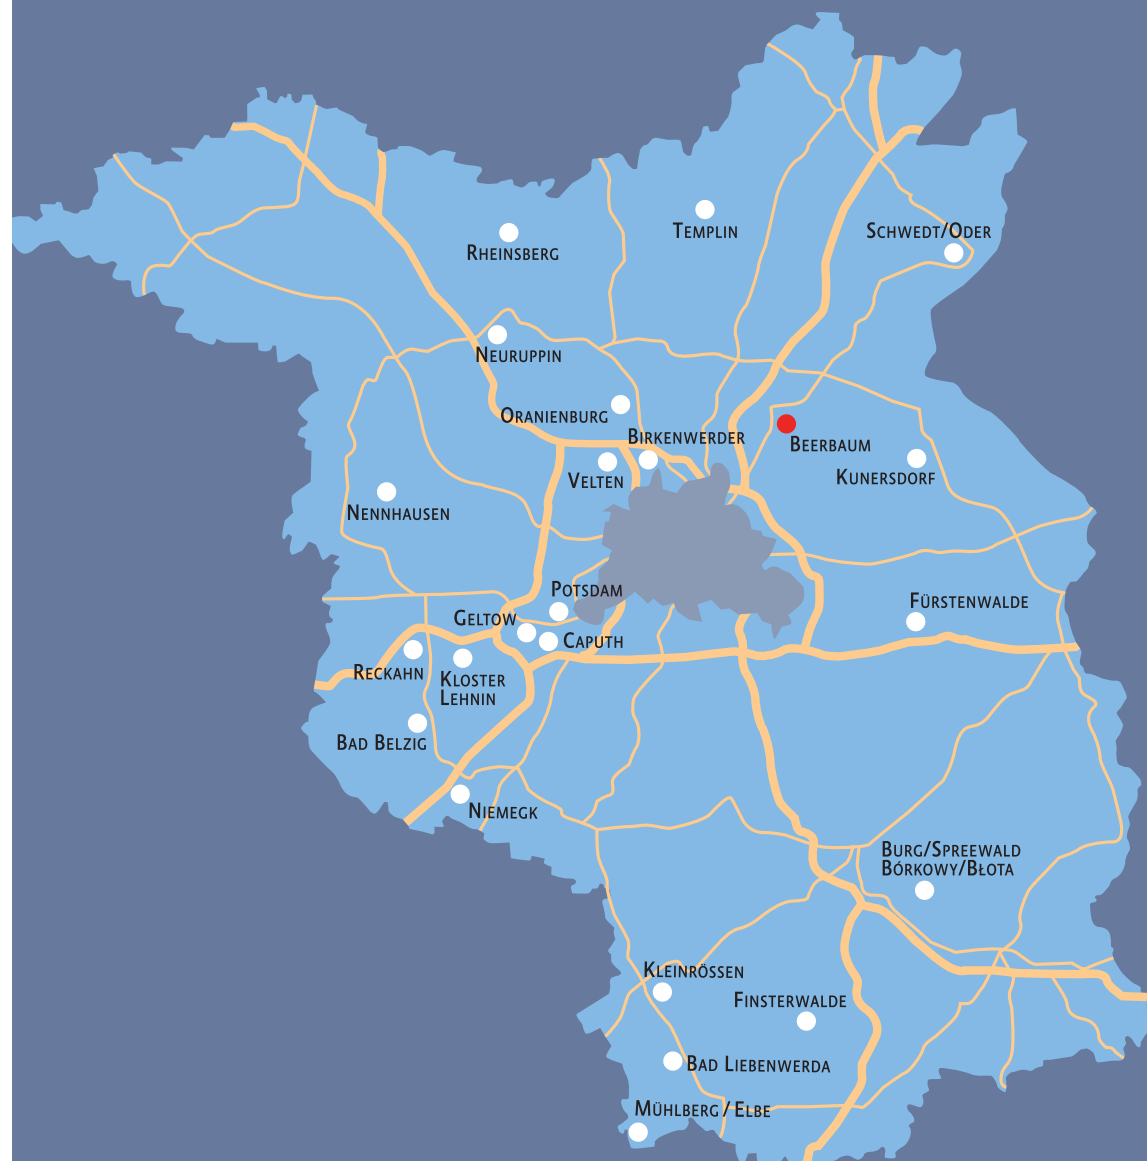 Templin
Schwedt/Oder
Rheinsberg
Neuruppin
Oranienburg
Birkenwerder
Beerbaum
Velten
Kunersdorf
Nennhausen
Potsdam
Fürstenwalde
Geltow
Caputh
Reckahn
Kloster
Lehnin
Bad Belzig
Niemegk
Burg/Spreewald
Bórkowy/Błota
Kleinrössen
Finsterwalde
Bad Liebenwerda
Mühlberg / Elbe